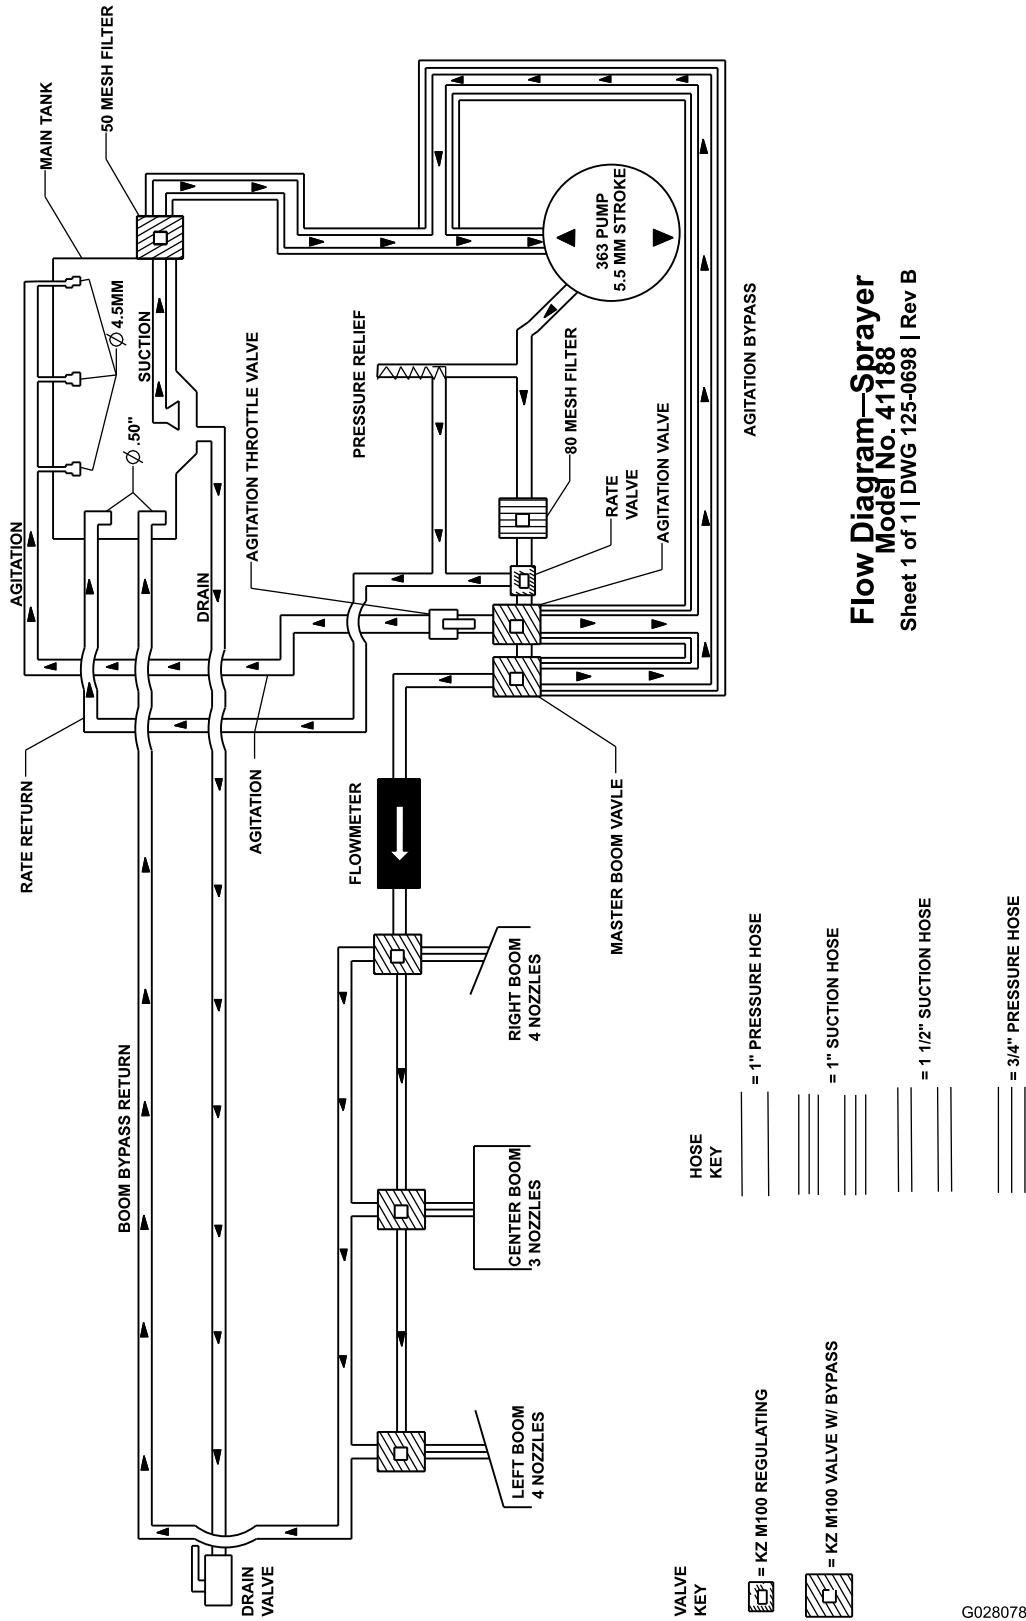 50 MESH FILTER
MAIN TANK
Ø 4.5MM
SUCTION
Ø .50"
AGITATION
DRAIN
AGITATION THROTTLE VALVE
PRESSURE RELIEF
363 PUMP
5.5 MM STROKE
80 MESH FILTER
RATE
VALVE
AGITATION VALVE
AGITATION BYPASS
RATE RETURN
AGITATION
FLOWMETER
MASTER BOOM VAVLE
BOOM BYPASS RETURN
RIGHT BOOM
4 NOZZLES
CENTER BOOM
3 NOZZLES
LEFT BOOM
4 NOZZLES
DRAIN
VALVE
HOSE
KEY
= 1" PRESSURE HOSE
= 1" SUCTION HOSE
= 1 1/2" SUCTION HOSE
= 3/4" PRESSURE HOSE
VALVE
KEY
= KZ M100 REGULATING
= KZ M100 VALVE W/ BYPASS
Flow Diagram—Sprayer
Model No. 41188
Sheet 1 of 1 | DWG 125-0698 | Rev B
G028078